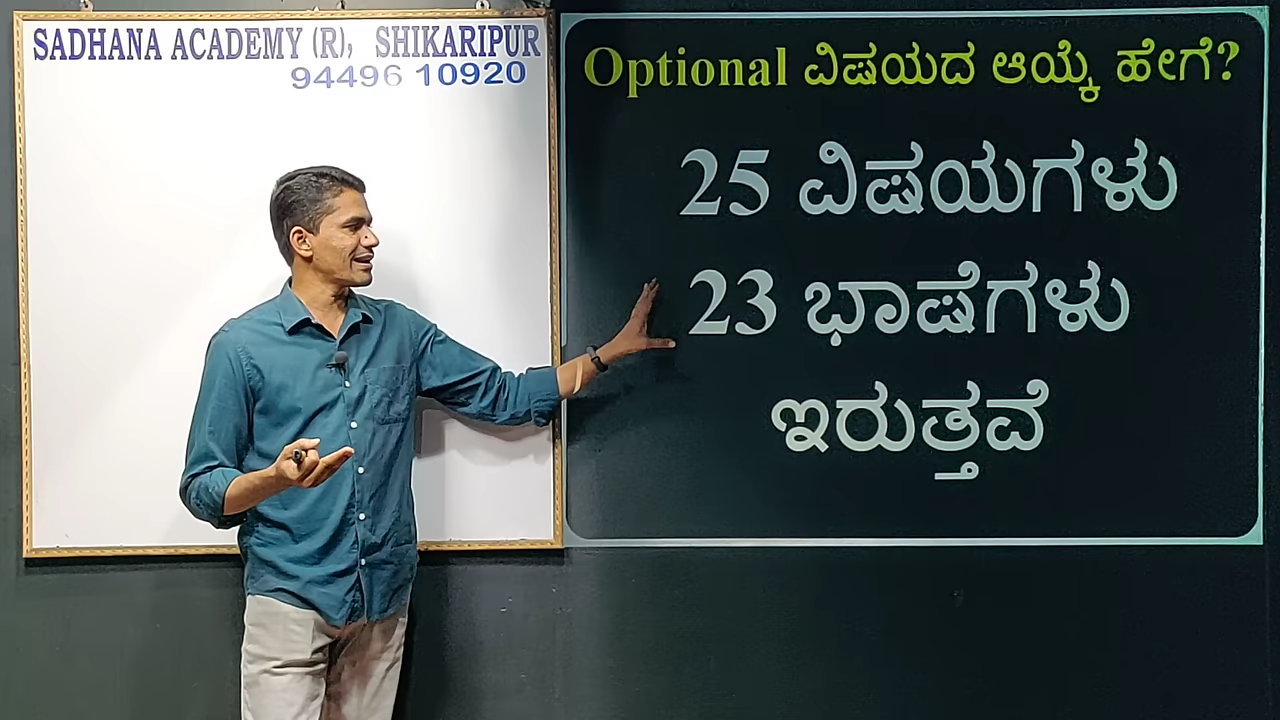 SADHANA ACADEMY (R), SHIKARIPUR
94496 10920
Optional ವಿಷಯದ ಆಯ್ಕೆ ಹೇಗೆ?
25 ವಿಷಯಗಳು
23 ಭಾಷೆಗಳು
ಇರುತ್ತವೆ